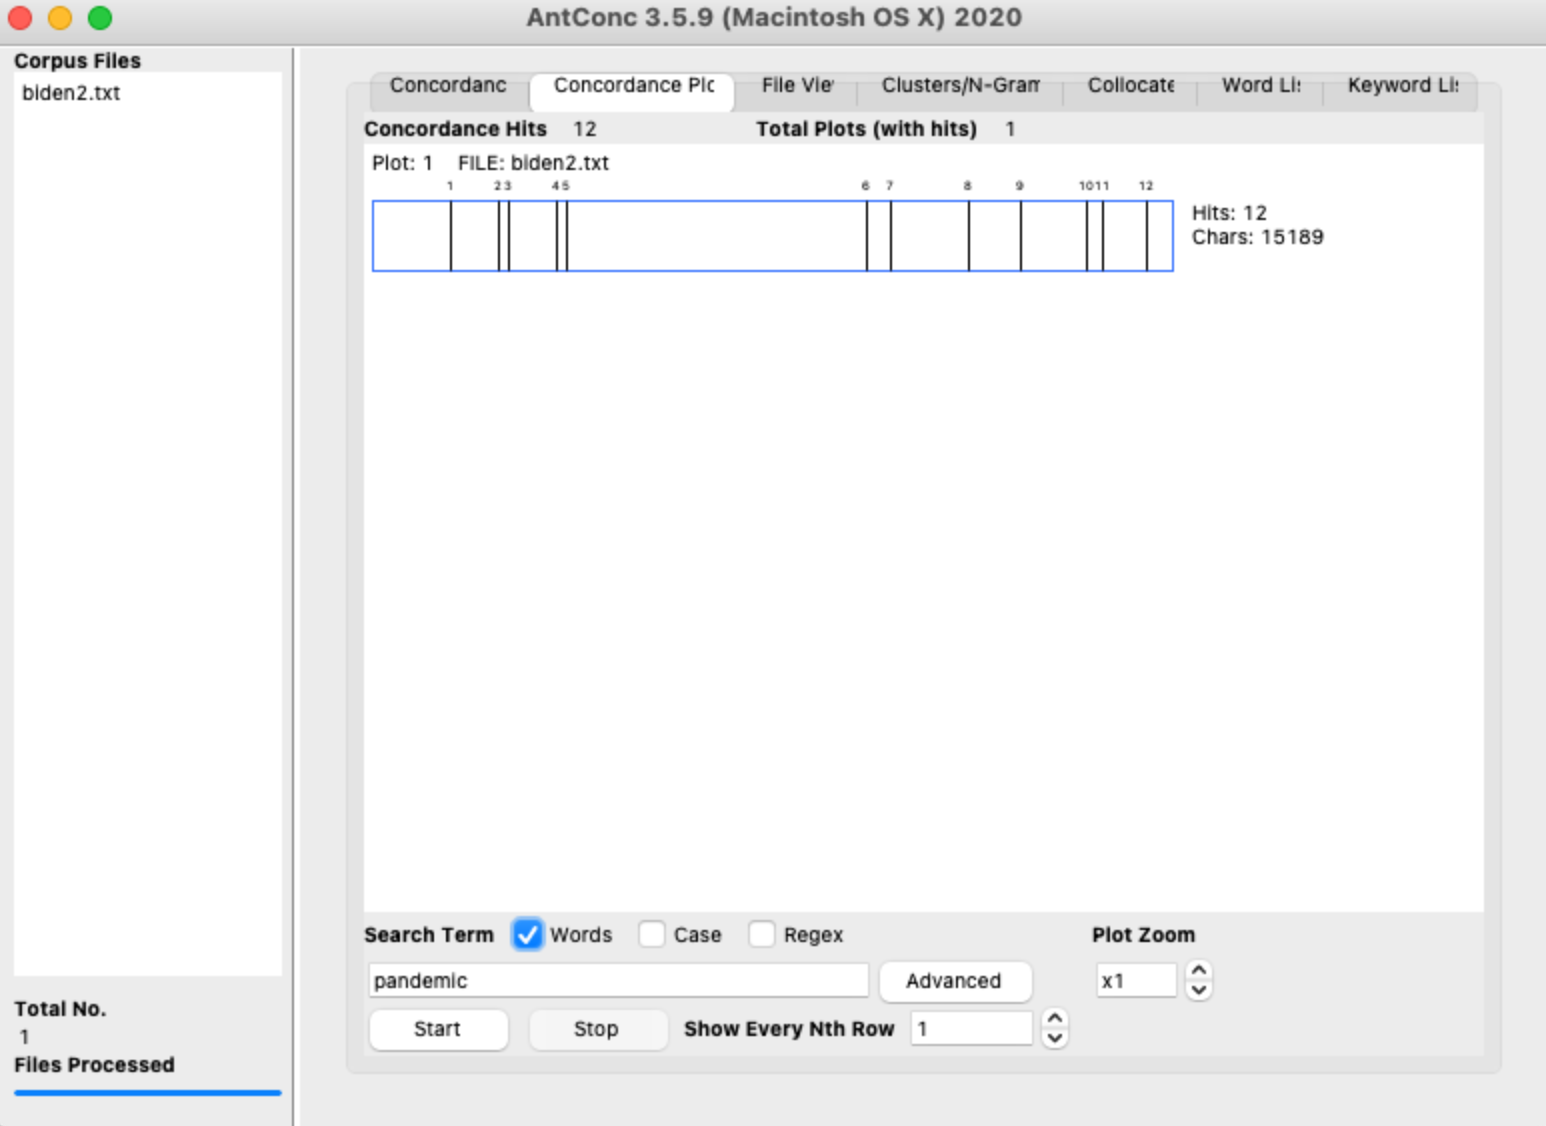 AntConc 3.5.9 (Macintosh OS X) 2020
Corpus Files
biden2.txt
Concordanc Concordance Plc File Vie Clusters/N-Gran Collocate Word Li: Keyword Li:
Concordance Hits 12 Total Plots (with hits) 1
Plot: 1 FILE: biden2.txt
1 2 3 4 5 6 7 8 9 10 11 12
Hits: 12
Chars: 15189
Search Term Words Case Regex Plot Zoom
pandemic Advanced x1
Start Stop Show Every Nth Row 1
Total No.
1
Files Processed